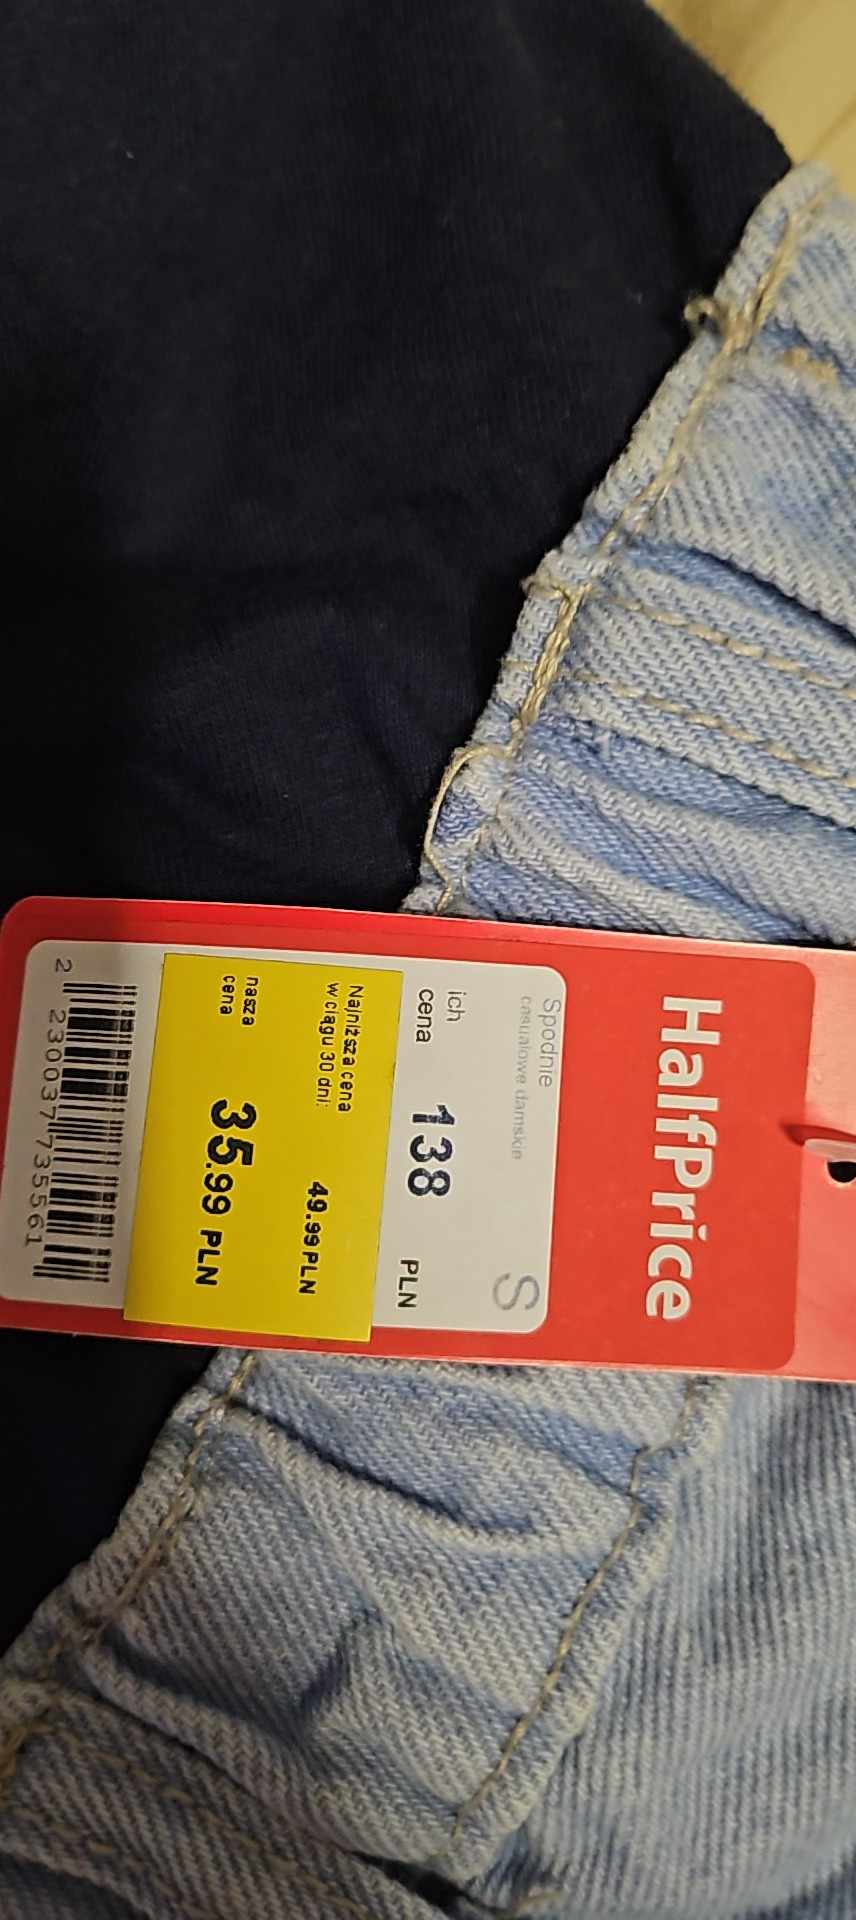 HalfPrice
Spodnie
casualowe damskie
S
ich
cena
138
PLN
Najniższa cena
w ciągu 30 dni:
49.99 PLN
nasza
cena
35.99 PLN
2 230037 735561